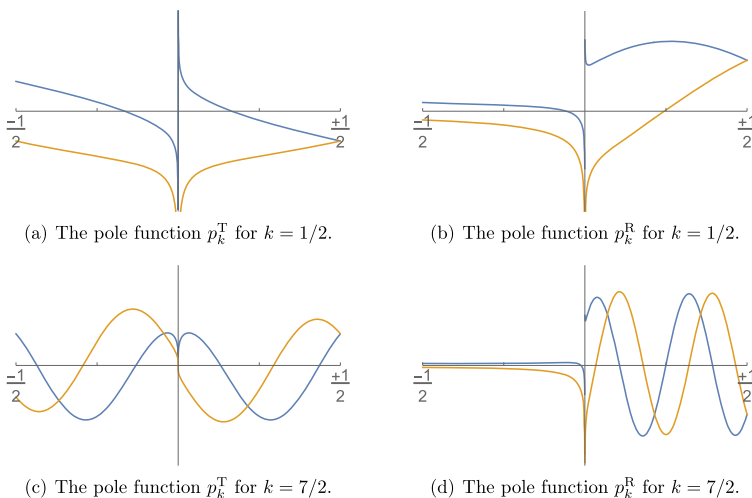 −1/2 +1/2 −1/2 +1/2
(a) The pole function p_k^T for k = 1/2. (b) The pole function p_k^R for k = 1/2.
−1/2 +1/2 −1/2 +1/2
(c) The pole function p_k^T for k = 7/2. (d) The pole function p_k^R for k = 7/2.